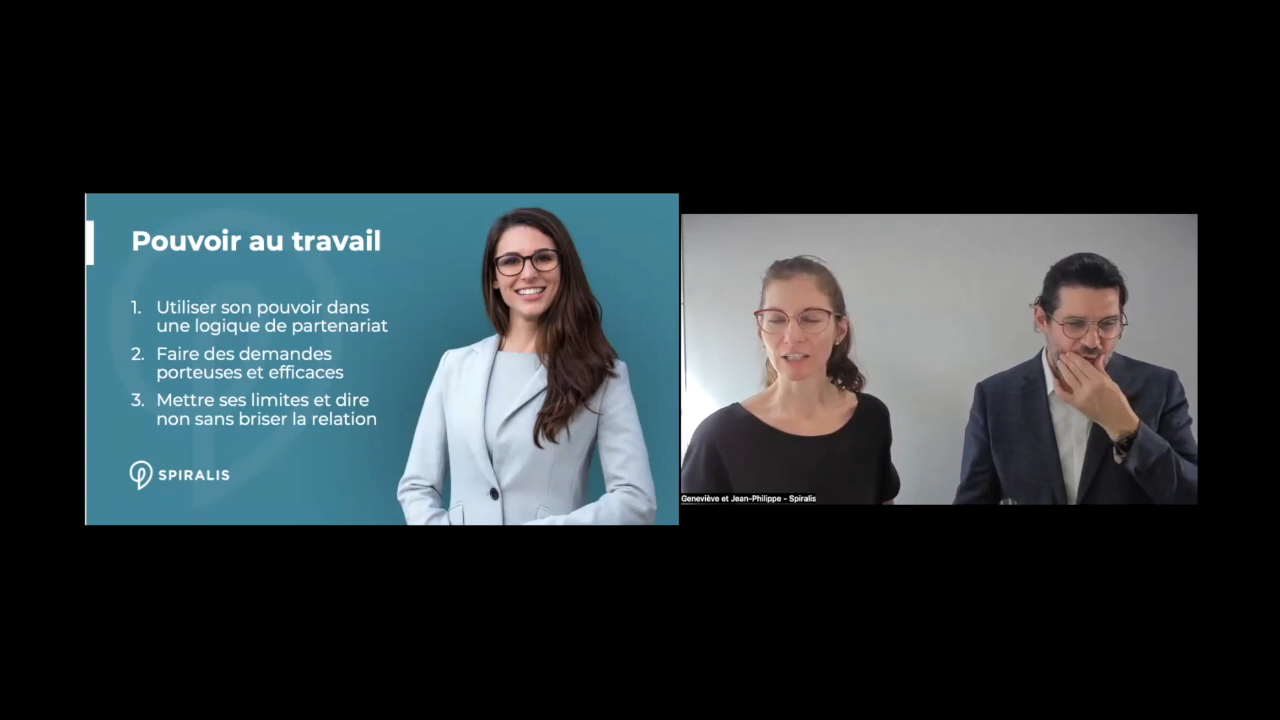 Pouvoir au travail
1. Utiliser son pouvoir dans
une logique de partenariat
2. Faire des demandes
porteuses et efficaces
3. Mettre ses limites et dire
non sans briser la relation
SPIRALIS
Geneviève et Jean-Philippe - Spiralis